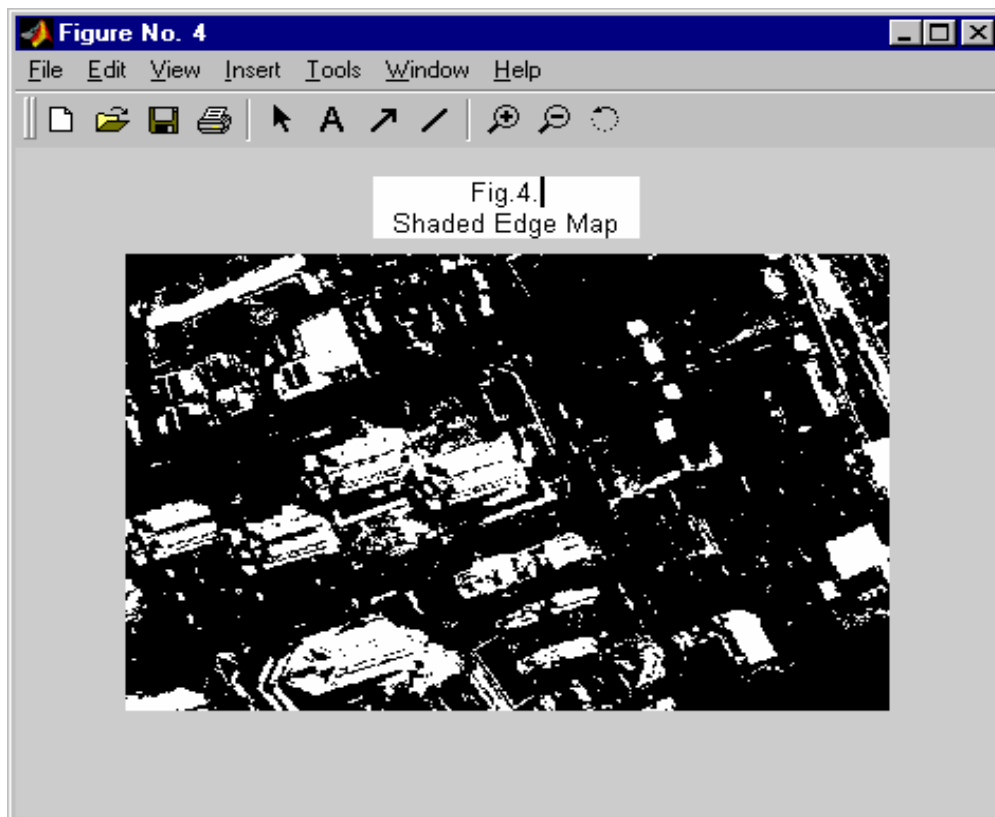 Figure No. 4
File Edit View Insert Tools Window Help
A
Fig.4.
Shaded Edge Map